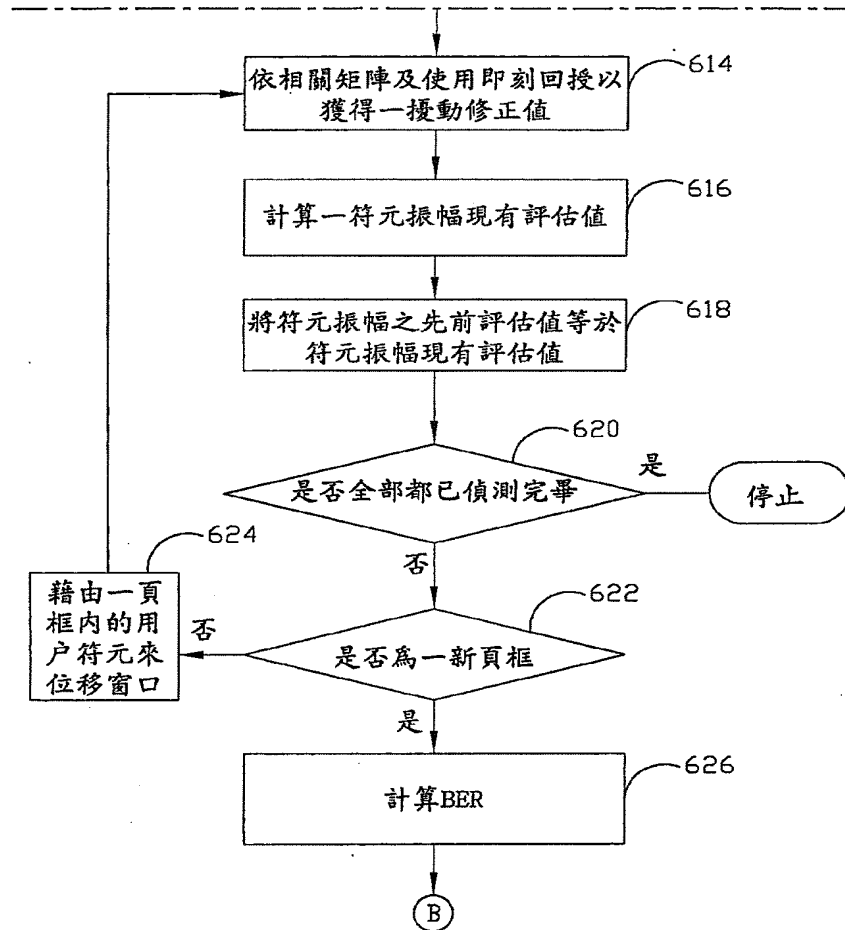 依相關矩陣及使用即刻回授以
獲得一擾動修正值
614
計算一符元振幅現有評估值
616
將符元振幅之先前評估值等於
符元振幅現有評估值
618
是否全部都已偵測完畢
620
是
停止
否
是否為一新頁框
622
否
藉由一頁
框内的用
户符元來
位移窗口
624
是
計算BER
626
B